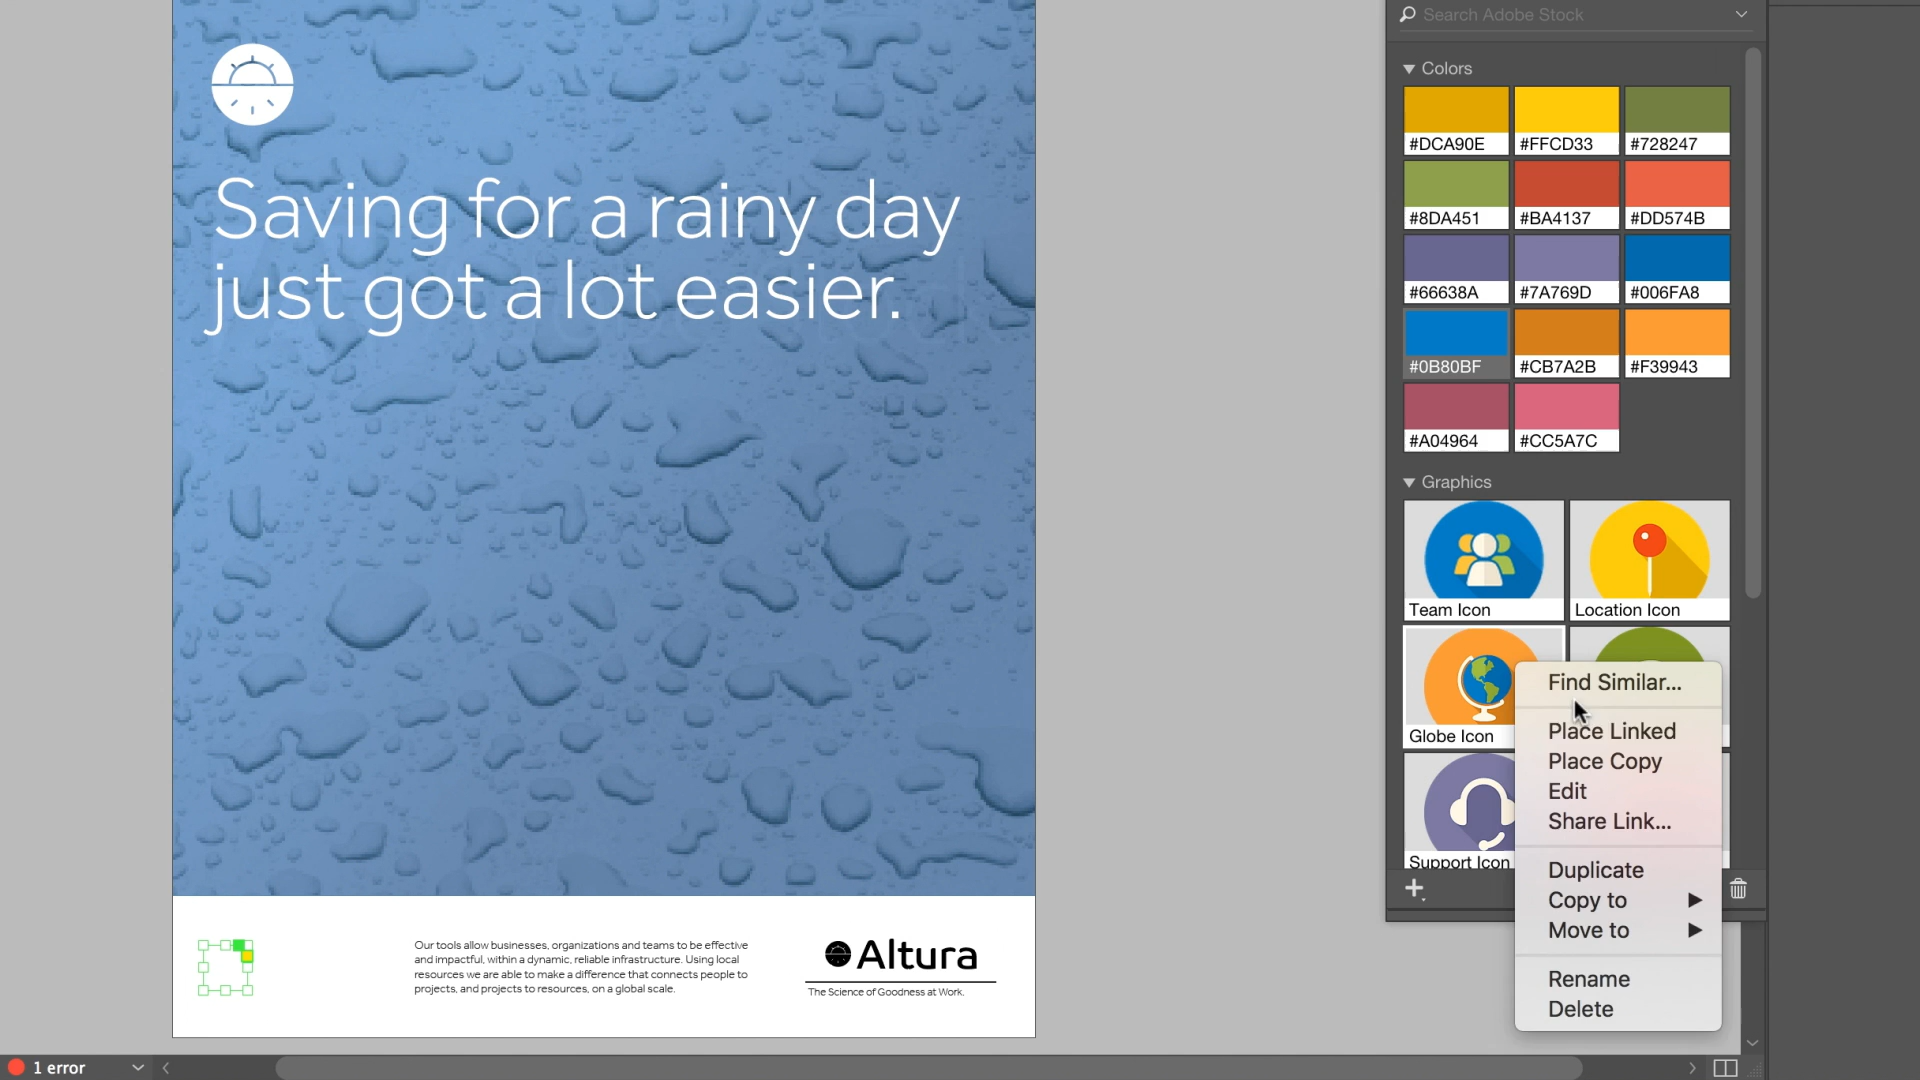 Search Adobe Stock
Colors
#DCA90E #FFCD33 #728247
#8DA451 #BA4137 #DD574B
#66638A #7A769D #006FA8
#0B80BF #CB7A2B #F39943
#A04964 #CC5A7C
Graphics
Team Icon Location Icon
Globe Icon
Support Icon
Find Similar...
Place Linked
Place Copy
Edit
Share Link...
Duplicate
Copy to
Move to
Rename
Delete
Saving for a rainy day
just got a lot easier.
Our tools allow businesses, organizations and teams to be effective
and impactful, within a dynamic, reliable infrastructure. Using local
resources we are able to make a difference that connects people to
projects, and projects to resources, on a global scale.
Altura
The Science of Goodness at Work.
1 error